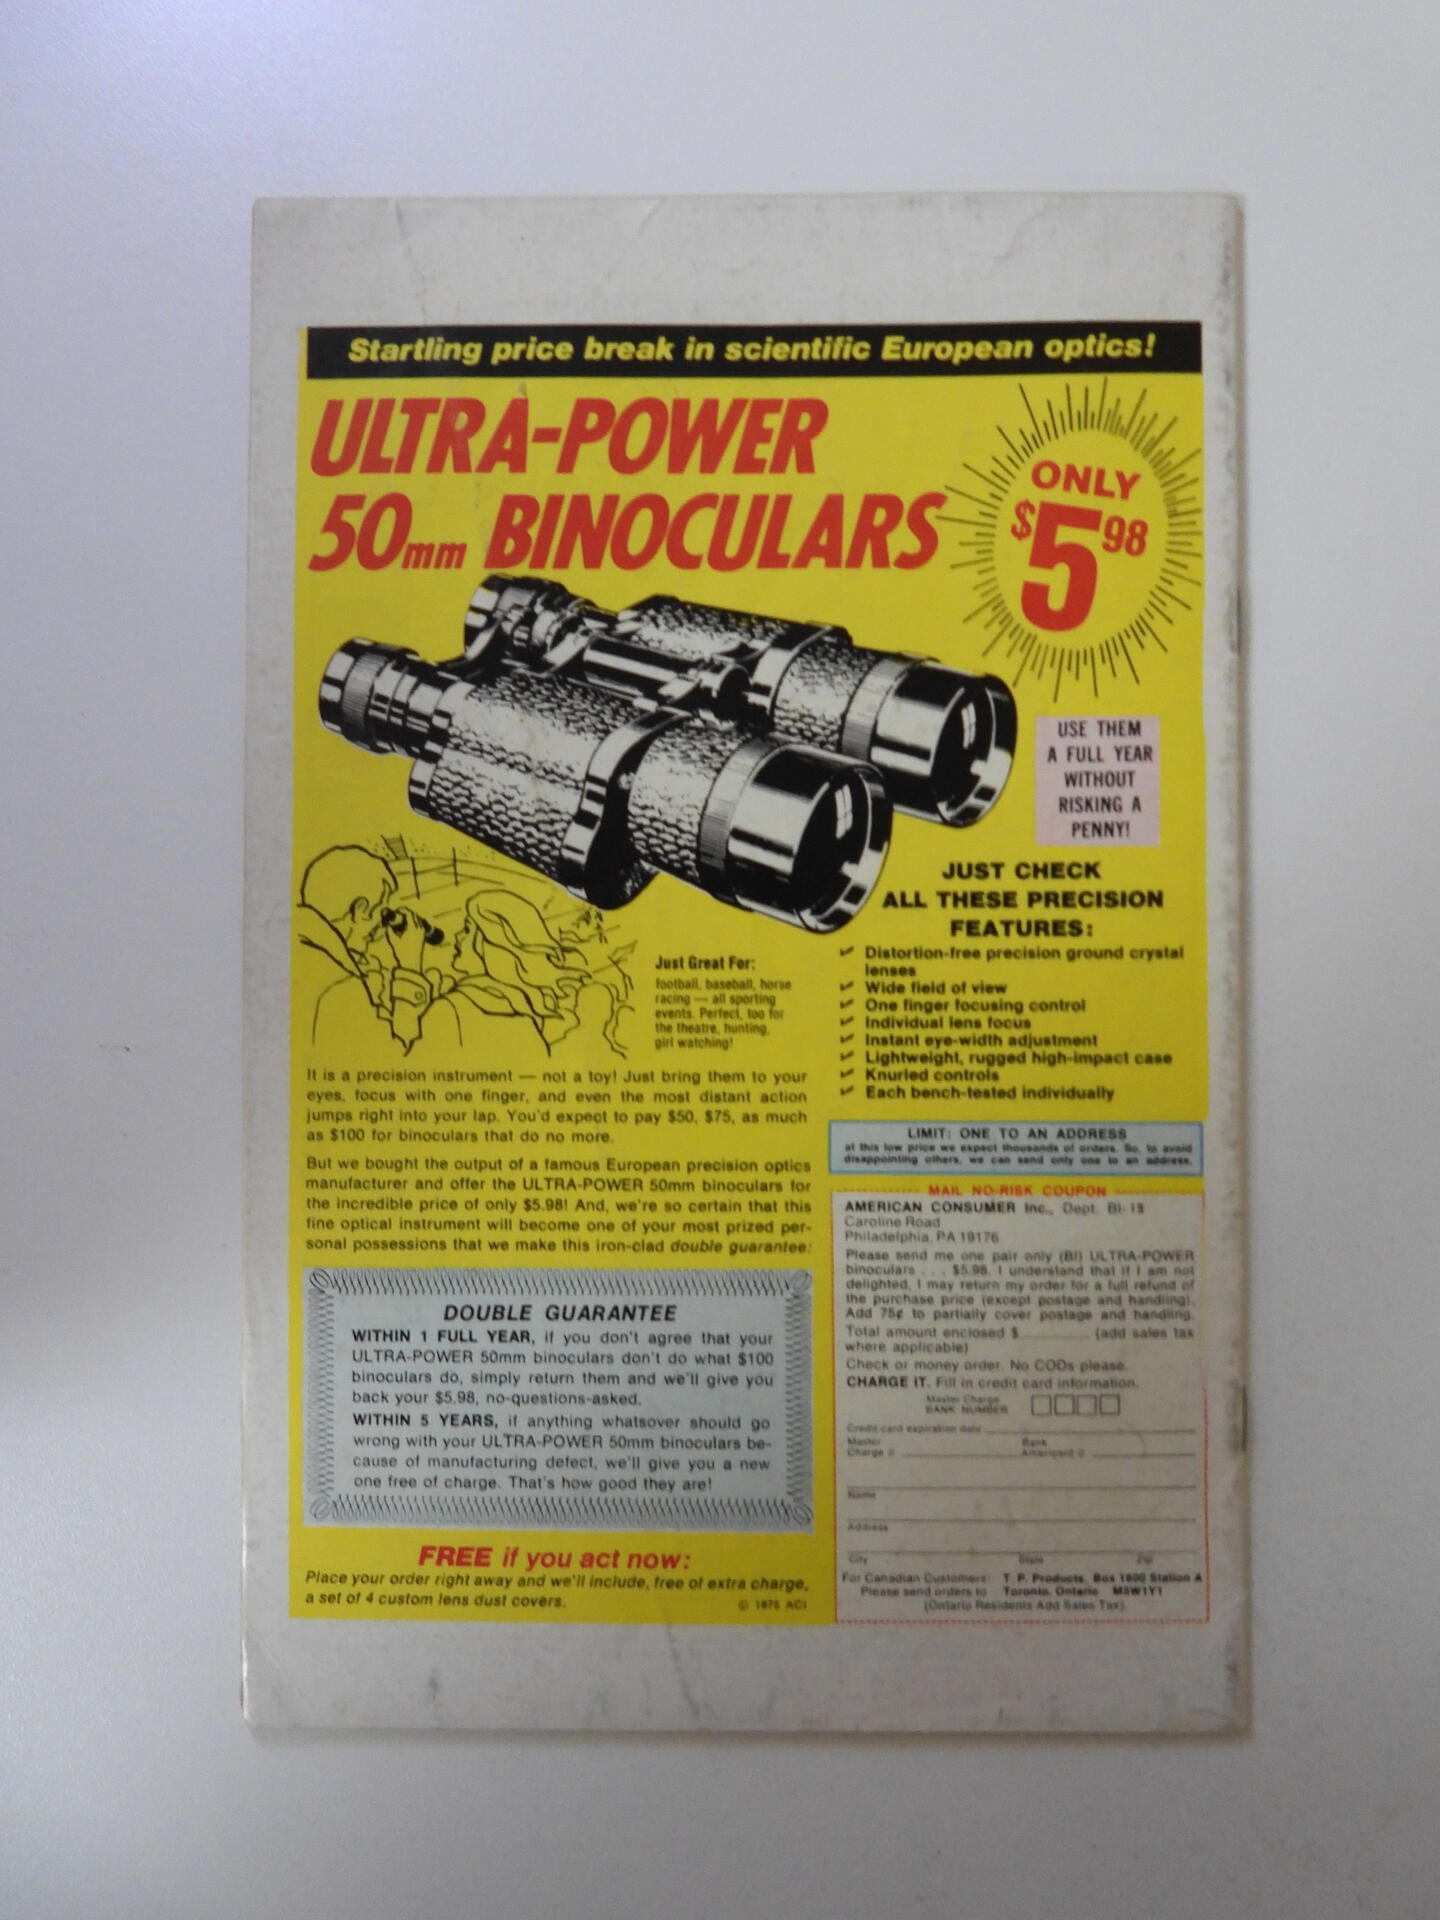 Startling price break in scientific European optics!
ULTRA-POWER
50mm BINOCULARS
ONLY
$5.98
USE THEM
A FULL YEAR
WITHOUT
RISKING A
PENNY!
JUST CHECK
ALL THESE PRECISION
FEATURES:
Distortion-free precision ground crystal
lenses
Wide field of view
One finger focusing control
Individual lens focus
Instant eye-width adjustment
Lightweight, rugged high-impact case
Knurled controls
Each bench-tested individually
Just Great For:
football, baseball, horse
racing — all sporting
events. Perfect, too for
the theatre, hunting,
girl watching!
It is a precision instrument — not a toy! Just bring them to your
eyes, focus with one finger, and even the most distant action
jumps right into your lap. You'd expect to pay $50, $75, as much
as $100 for binoculars that do no more.
But we bought the output of a famous European precision optics
manufacturer and offer the ULTRA-POWER 50mm binoculars for
the incredible price of only $5.98! And, we're so certain that this
fine optical instrument will become one of your most prized per-
sonal possessions that we make this iron-clad double guarantee:
DOUBLE GUARANTEE
WITHIN 1 FULL YEAR, if you don't agree that your
ULTRA-POWER 50mm binoculars don't do what $100
binoculars do, simply return them and we'll give you
back your $5.98, no-questions-asked.
WITHIN 5 YEARS, if anything whatsover should go
wrong with your ULTRA-POWER 50mm binoculars be-
cause of manufacturing defect, we'll give you a new
one free of charge. That's how good they are!
FREE if you act now:
Place your order right away and we'll include, free of extra charge,
a set of 4 custom lens dust covers.
© ACI
LIMIT: ONE TO AN ADDRESS
at this low price we expect thousands of orders. So, to avoid
disappointing others, we can send only one to an address.
MAIL NO-RISK COUPON
AMERICAN CONSUMER Inc., Dept. BI-18
Caroline Road
Philadelphia, PA 19176
Please send me one pair only (BI) ULTRA-POWER
binoculars . . . $5.98. I understand that if I am not
delighted, I may return my order for a full refund of
the purchase price (except postage and handling).
Add 75¢ to partially cover postage and handling.
Total amount enclosed $ (add sales tax
where applicable)
Check or money order. No CODs please.
CHARGE IT. Fill in credit card information.
Master Charge
BANK NUMBER
Credit card expiration date
Master Charge #
Bank Americard #
Name
Address
City State Zip
For Canadian Customers: T. P. Products, Box 1600 Station A
Please send orders to Toronto, Ontario M5W1Y1
(Ontario Residents Add Sales Tax).